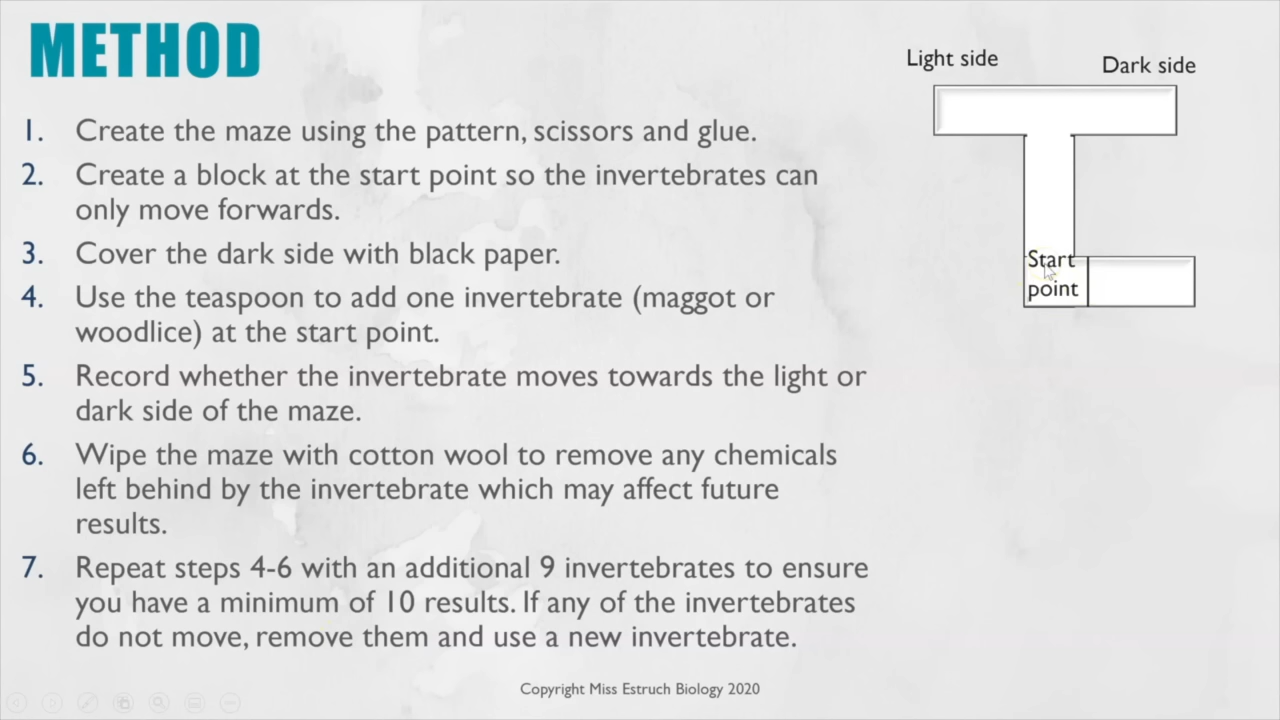 METHOD
1. Create the maze using the pattern, scissors and glue.
2. Create a block at the start point so the invertebrates can
only move forwards.
3. Cover the dark side with black paper.
4. Use the teaspoon to add one invertebrate (maggot or
woodlice) at the start point.
5. Record whether the invertebrate moves towards the light or
dark side of the maze.
6. Wipe the maze with cotton wool to remove any chemicals
left behind by the invertebrate which may affect future
results.
7. Repeat steps 4-6 with an additional 9 invertebrates to ensure
you have a minimum of 10 results. If any of the invertebrates
do not move, remove them and use a new invertebrate.
Light side
Dark side
Start
point
Copyright Miss Estruch Biology 2020